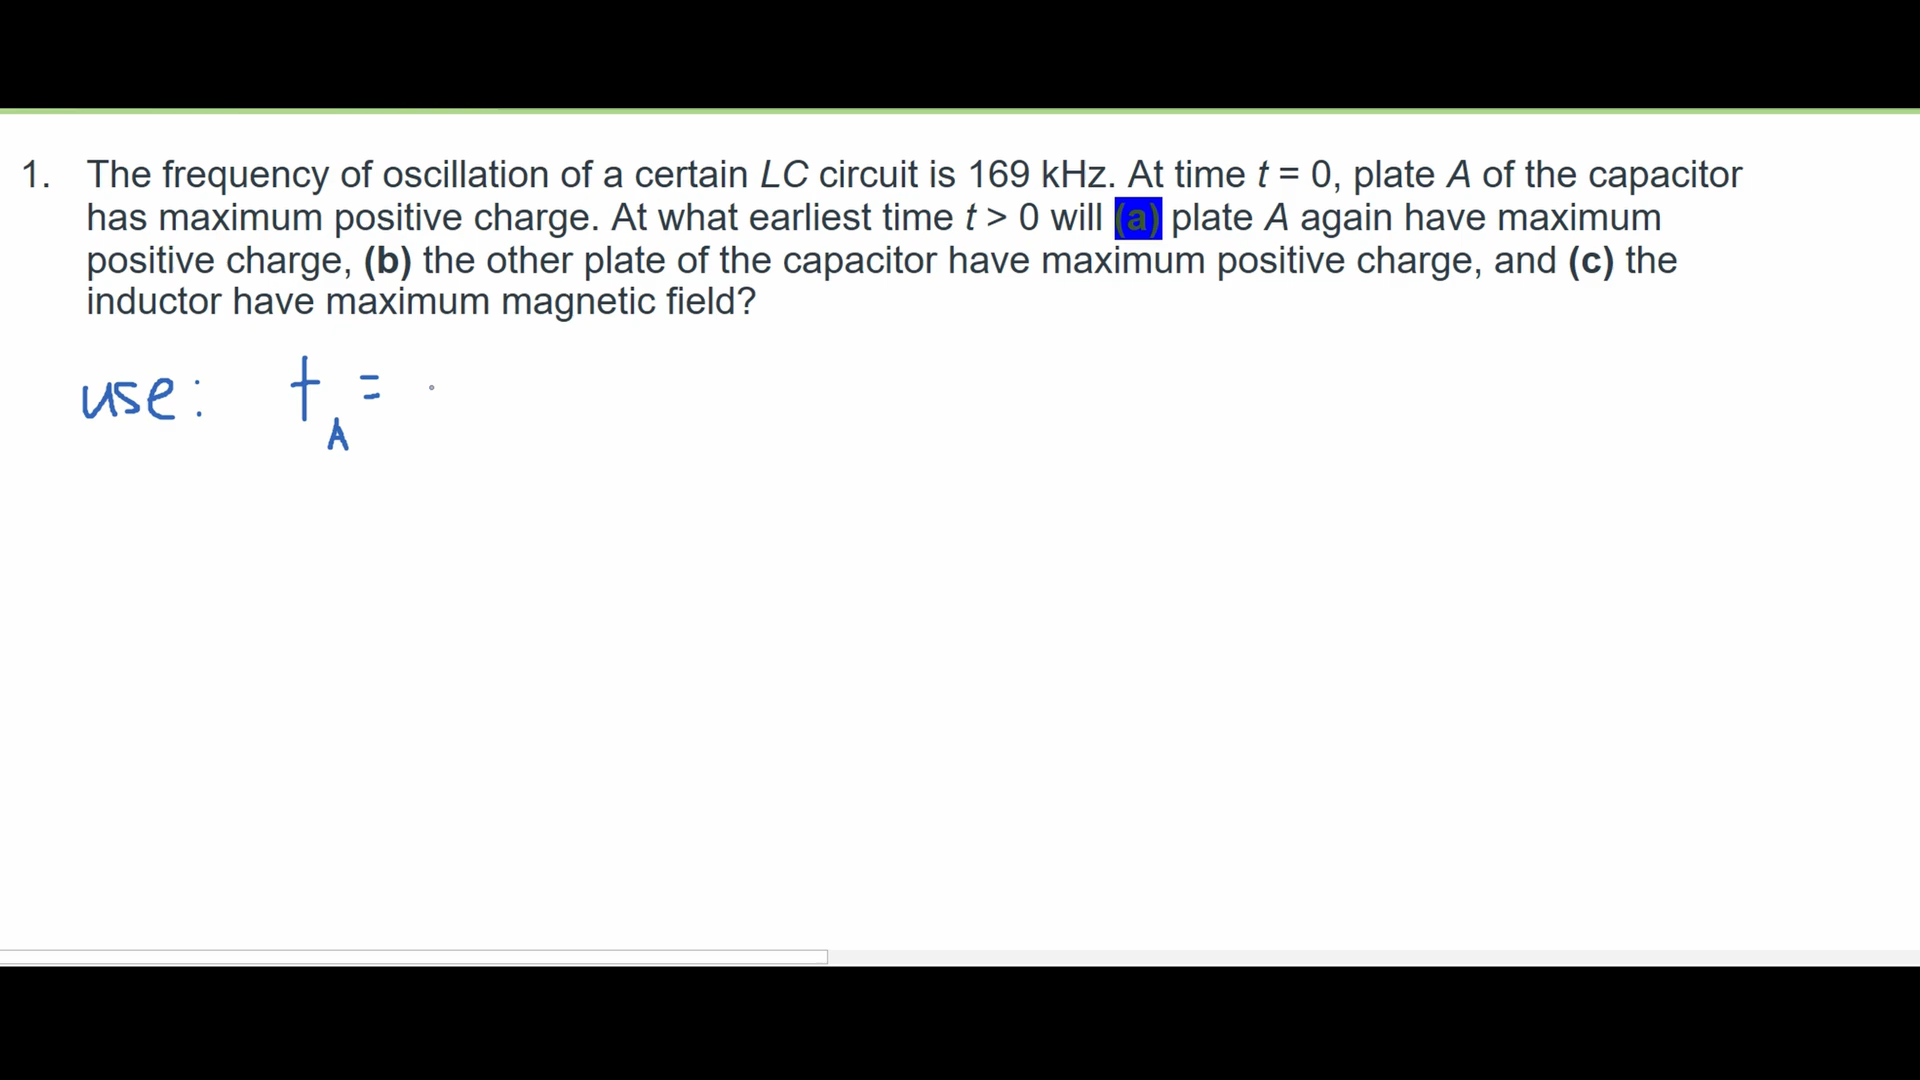 1. The frequency of oscillation of a certain LC circuit is 169 kHz. At time t = 0, plate A of the capacitor
has maximum positive charge. At what earliest time t > 0 will (a) plate A again have maximum
positive charge, (b) the other plate of the capacitor have maximum positive charge, and (c) the
inductor have maximum magnetic field?
use: t_A =